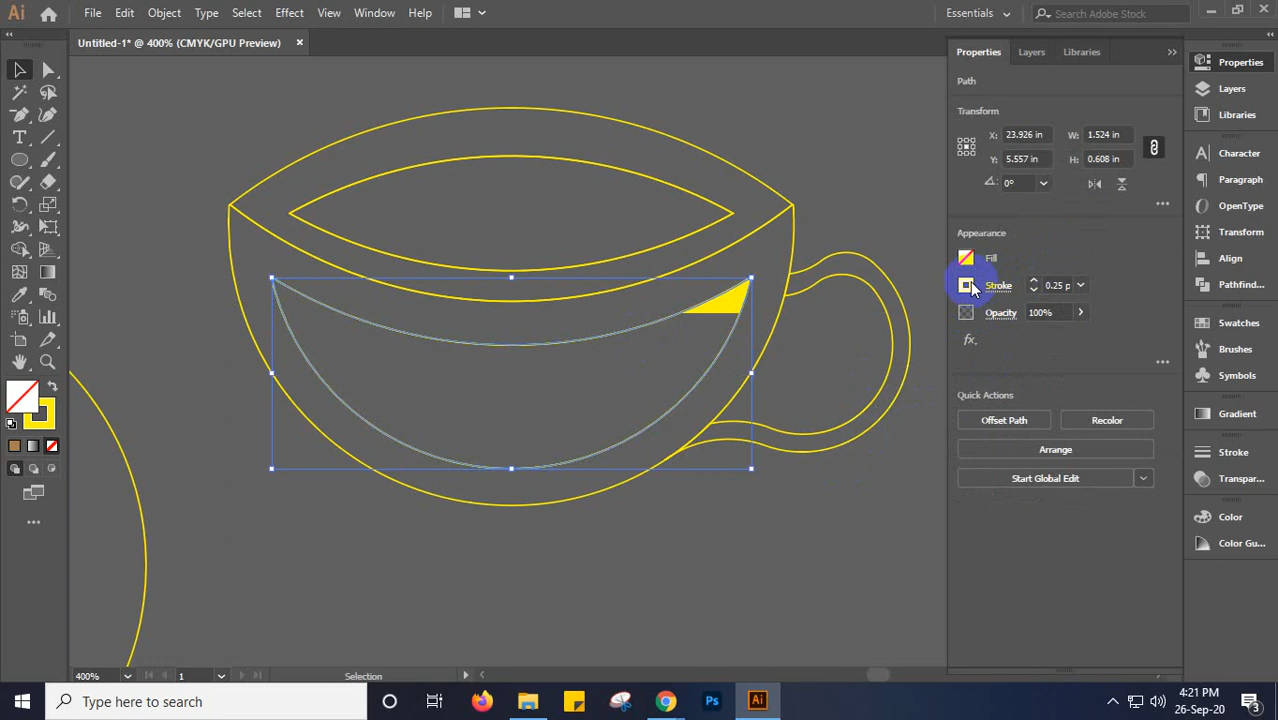 Ai File Edit Object Type Select Effect View Window Help Essentials Search Adobe Stock
Untitled-1* @ 400% (CMYK/GPU Preview) ×
Properties Layers Libraries
Path
Transform
X: 23.926 in W: 1.524 in
Y: 5.557 in H: 0.608 in
0°
Appearance
Fill
Stroke 0.25 p
Opacity 100%
fx.
Quick Actions
Offset Path Recolor
Arrange
Start Global Edit
Properties
Layers
Libraries
Character
Paragraph
OpenType
Transform
Align
Pathfind...
Swatches
Brushes
Symbols
Gradient
Stroke
Transpar...
Color
Color Gu...
400% 1 Selection
Type here to search
Ps Ai
4:21 PM
26-Sep-20
3